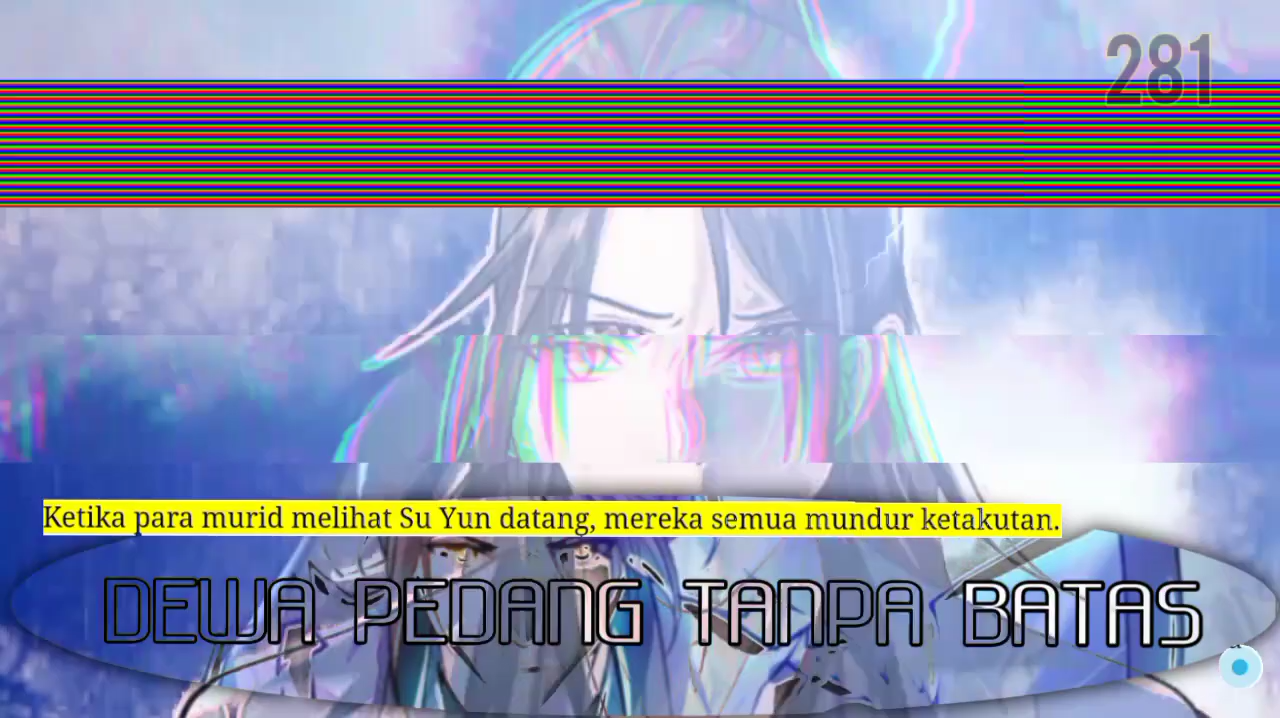 281
Ketika para murid melihat Su Yun datang, mereka semua mundur ketakutan.
DEWA PEDANG TANPA BATAS